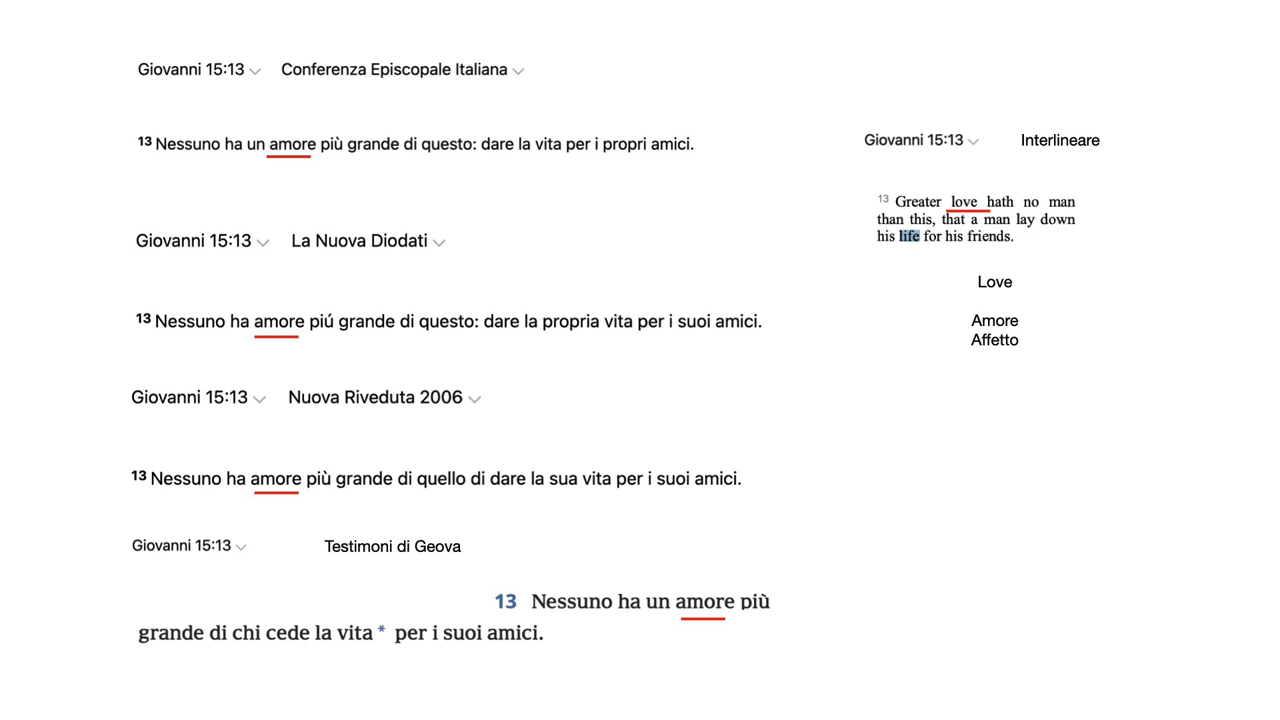 Giovanni 15:13 Conferenza Episcopale Italiana
13 Nessuno ha un amore più grande di questo: dare la vita per i propri amici.
Giovanni 15:13 La Nuova Diodati
13 Nessuno ha amore piú grande di questo: dare la propria vita per i suoi amici.
Giovanni 15:13 Nuova Riveduta 2006
13 Nessuno ha amore più grande di quello di dare la sua vita per i suoi amici.
Giovanni 15:13 Testimoni di Geova
13 Nessuno ha un amore più
grande di chi cede la vita * per i suoi amici.
Giovanni 15:13 Interlineare
13 Greater love hath no man
than this, that a man lay down
his life for his friends.
Love
Amore
Affetto